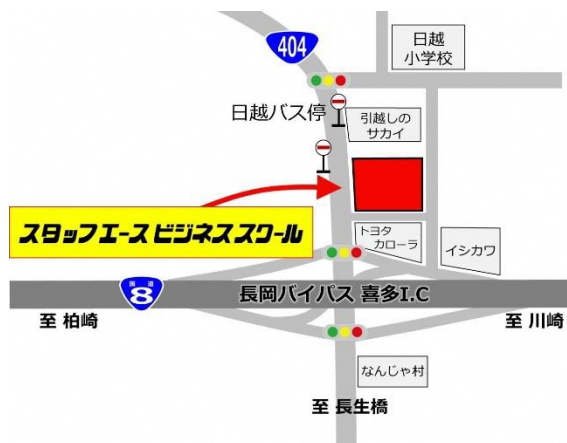 404
日越
小学校
日越バス停
引越しの
サカイ
スタッフエース ビジネススクール
トヨタ
カローラ
イシカワ
国道
8
長岡バイパス 喜多I.C
至 柏崎
至 川崎
なんじゃ村
至 長生橋